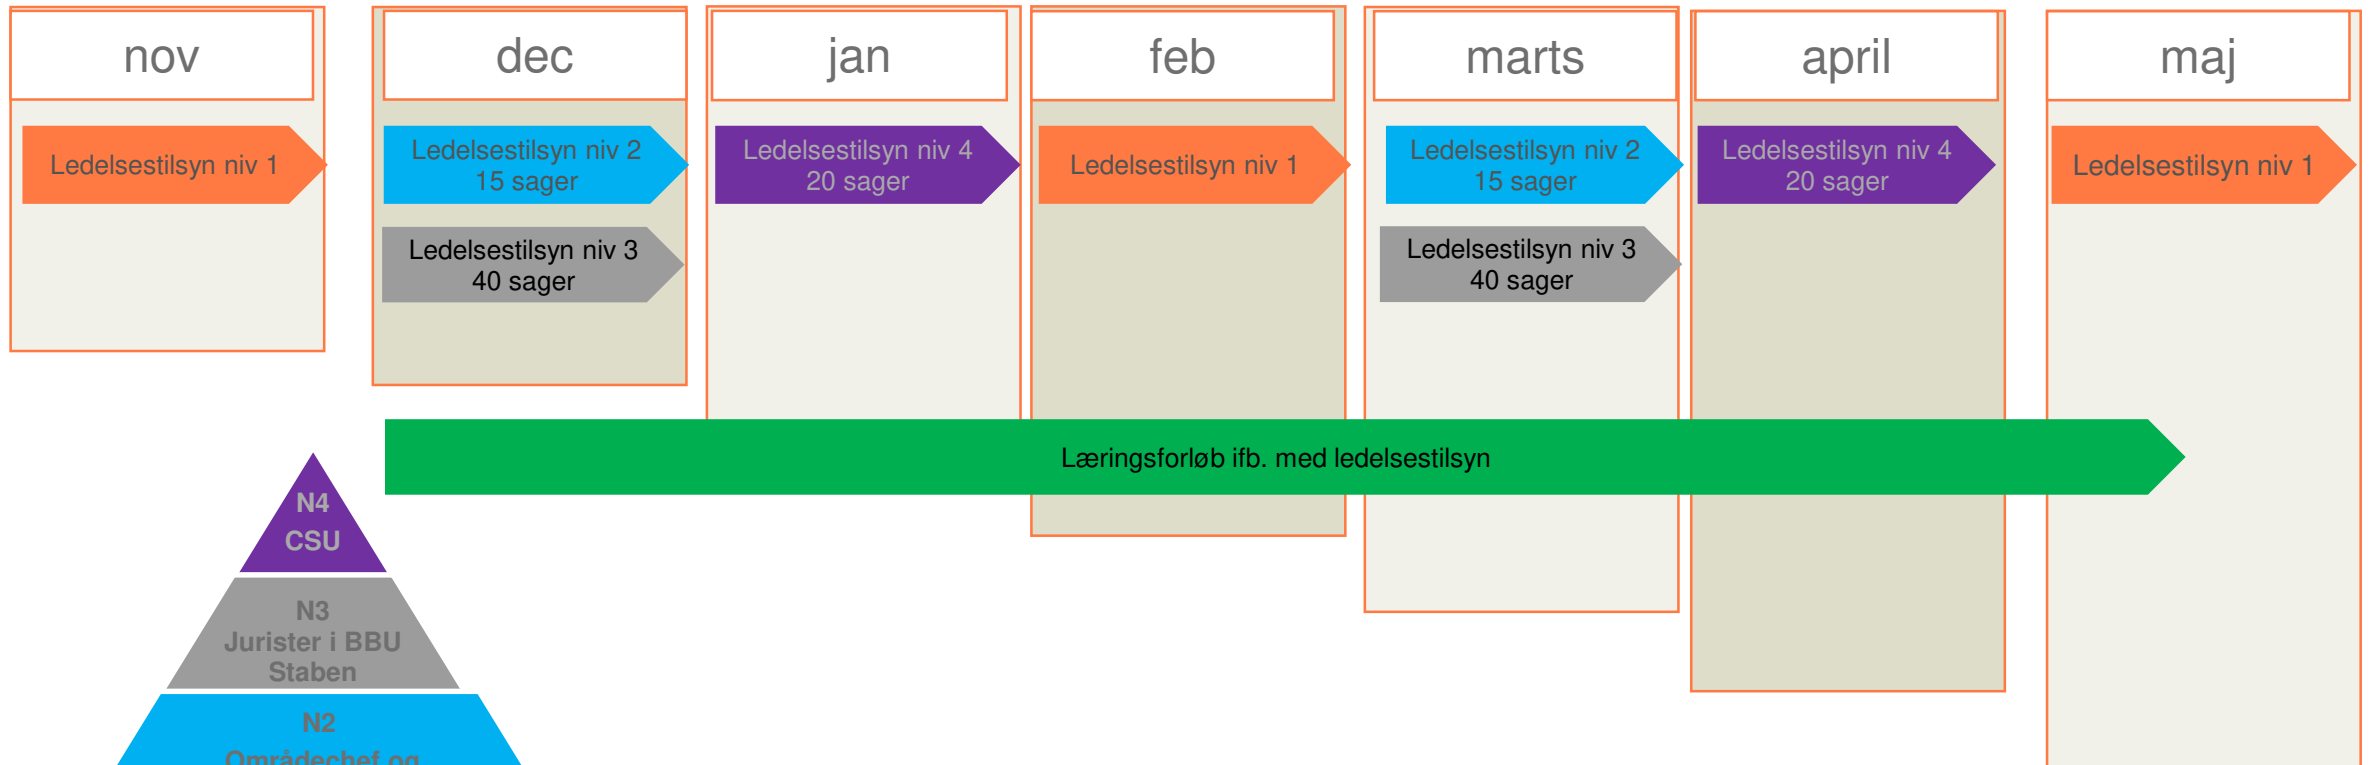 nov
dec
jan
feb
marts
april
maj
Ledelsestilsyn niv 1
Ledelsestilsyn niv 2
15 sager
Ledelsestilsyn niv 4
20 sager
Ledelsestilsyn niv 1
Ledelsestilsyn niv 2
15 sager
Ledelsestilsyn niv 4
20 sager
Ledelsestilsyn niv 1
Ledelsestilsyn niv 3
40 sager
Ledelsestilsyn niv 3
40 sager
Læringsforløb ifb. med ledelsestilsyn
N4
CSU
N3
Jurister i BBU
Staben
N2
Områdechef og